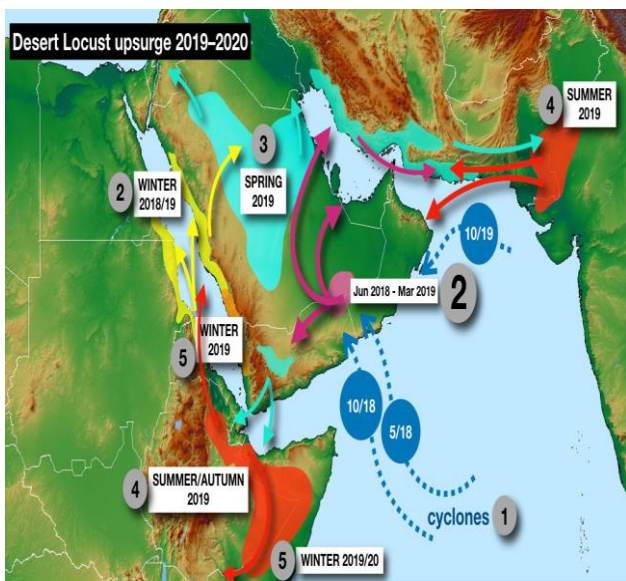 Desert Locust upsurge 2019–2020
4
SUMMER
2019
3
SPRING
2019
2
WINTER
2018/19
10/19
Jun 2018 - Mar 2019
2
5
WINTER
2019
10/18
5/18
4
SUMMER/AUTUMN
2019
cyclones
1
5
WINTER 2019/20